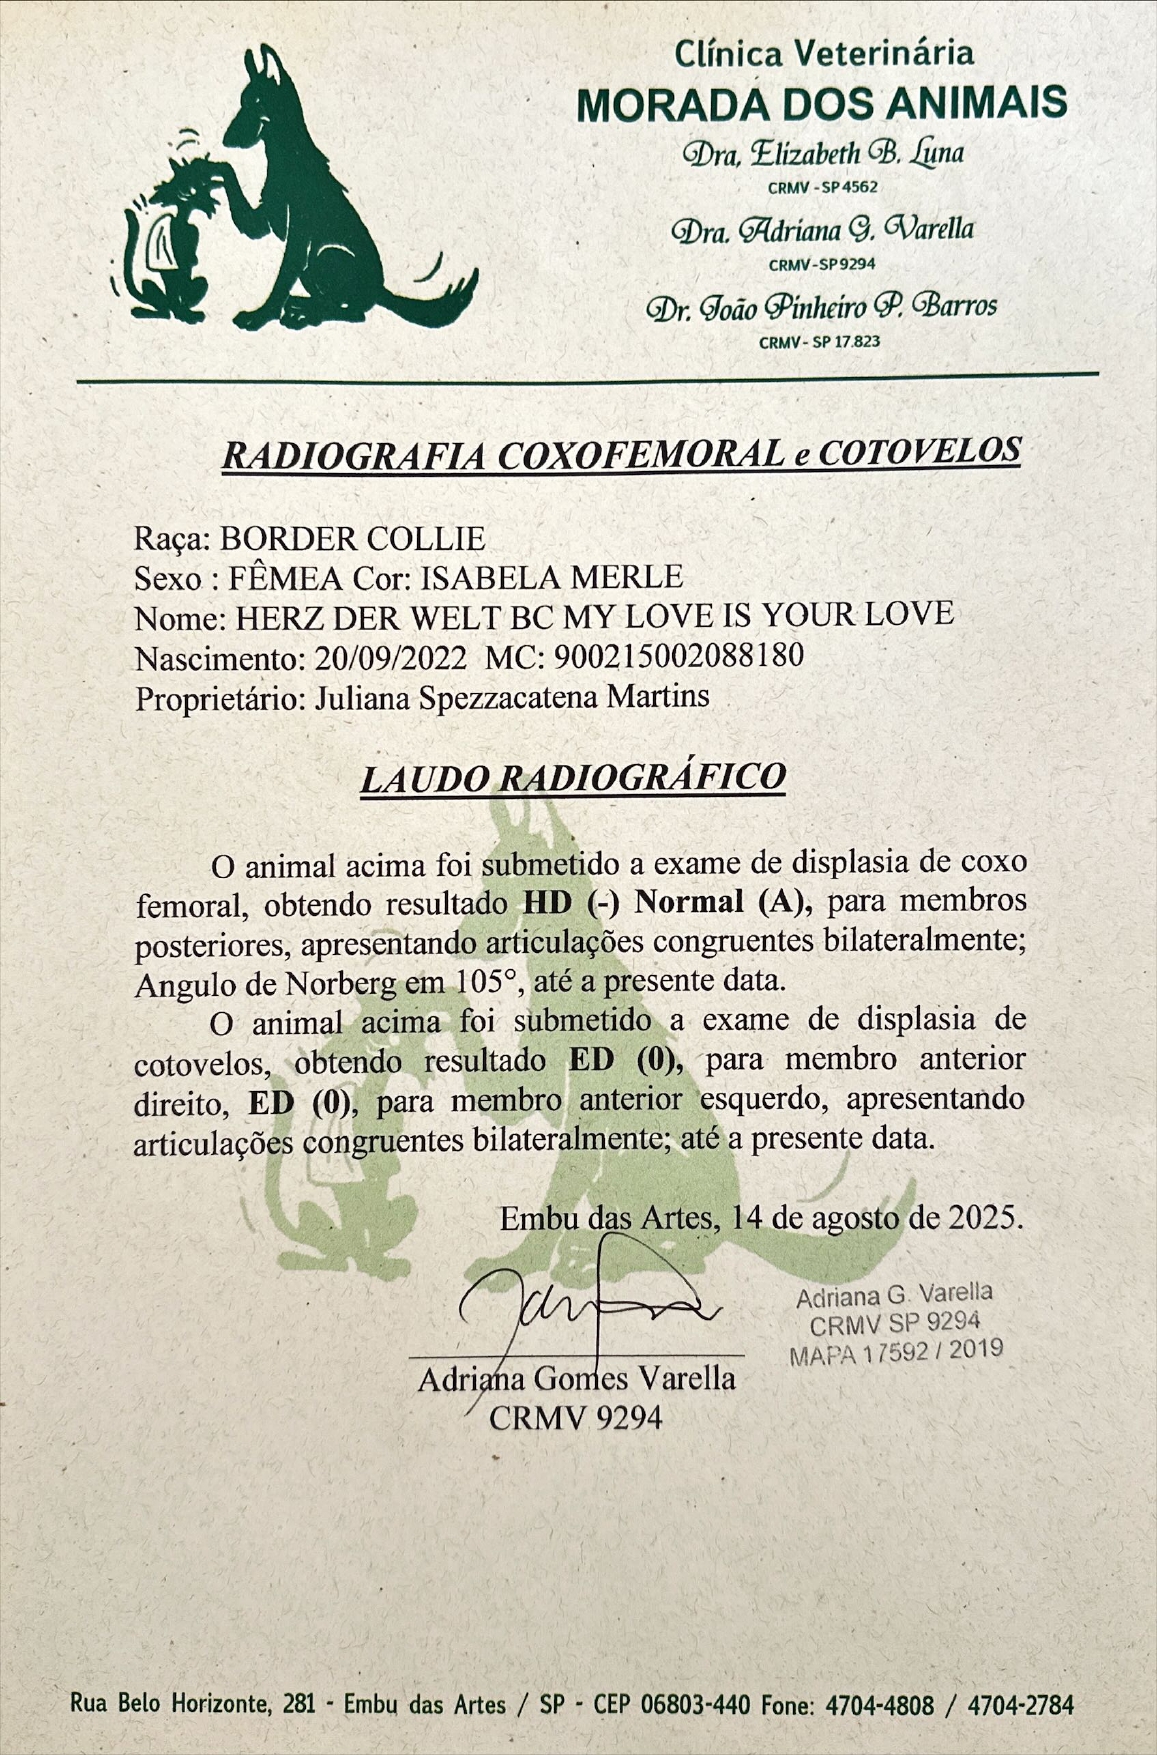 Clínica Veterinária
MORADA DOS ANIMAIS
Dra, Elizabeth B. Luna
CRMV - SP 4562
Dra. Adriana G. Varella
CRMV-SP 9294
Dr. João Pinheiro P. Barros
CRMV- SP 17.823
RADIOGRAFIA COXOFEMORAL e COTOVELOS
Raça: BORDER COLLIE
Sexo : FÊMEA Cor: ISABELA MERLE
Nome: HERZ DER WELT BC MY LOVE IS YOUR LOVE
Nascimento: 20/09/2022 MC: 900215002088180
Proprietário: Juliana Spezzacatena Martins
LAUDO RADIOGRÁFICO
O animal acima foi submetido a exame de displasia de coxo
femoral, obtendo resultado HD (-) Normal (A), para membros
posteriores, apresentando articulações congruentes bilateralmente;
Angulo de Norberg em 105°, até a presente data.
O animal acima foi submetido a exame de displasia de
cotovelos, obtendo resultado ED (0), para membro anterior
direito, ED (0), para membro anterior esquerdo, apresentando
articulações congruentes bilateralmente; até a presente data.
Embu das Artes, 14 de agosto de 2025.
Adriana G. Varella
CRMV SP 9294
MAPA 17592 / 2019
Adriana Gomes Varella
CRMV 9294
Rua Belo Horizonte, 281 - Embu das Artes / SP - CEP 06803-440 Fone: 4704-4808 / 4704-2784